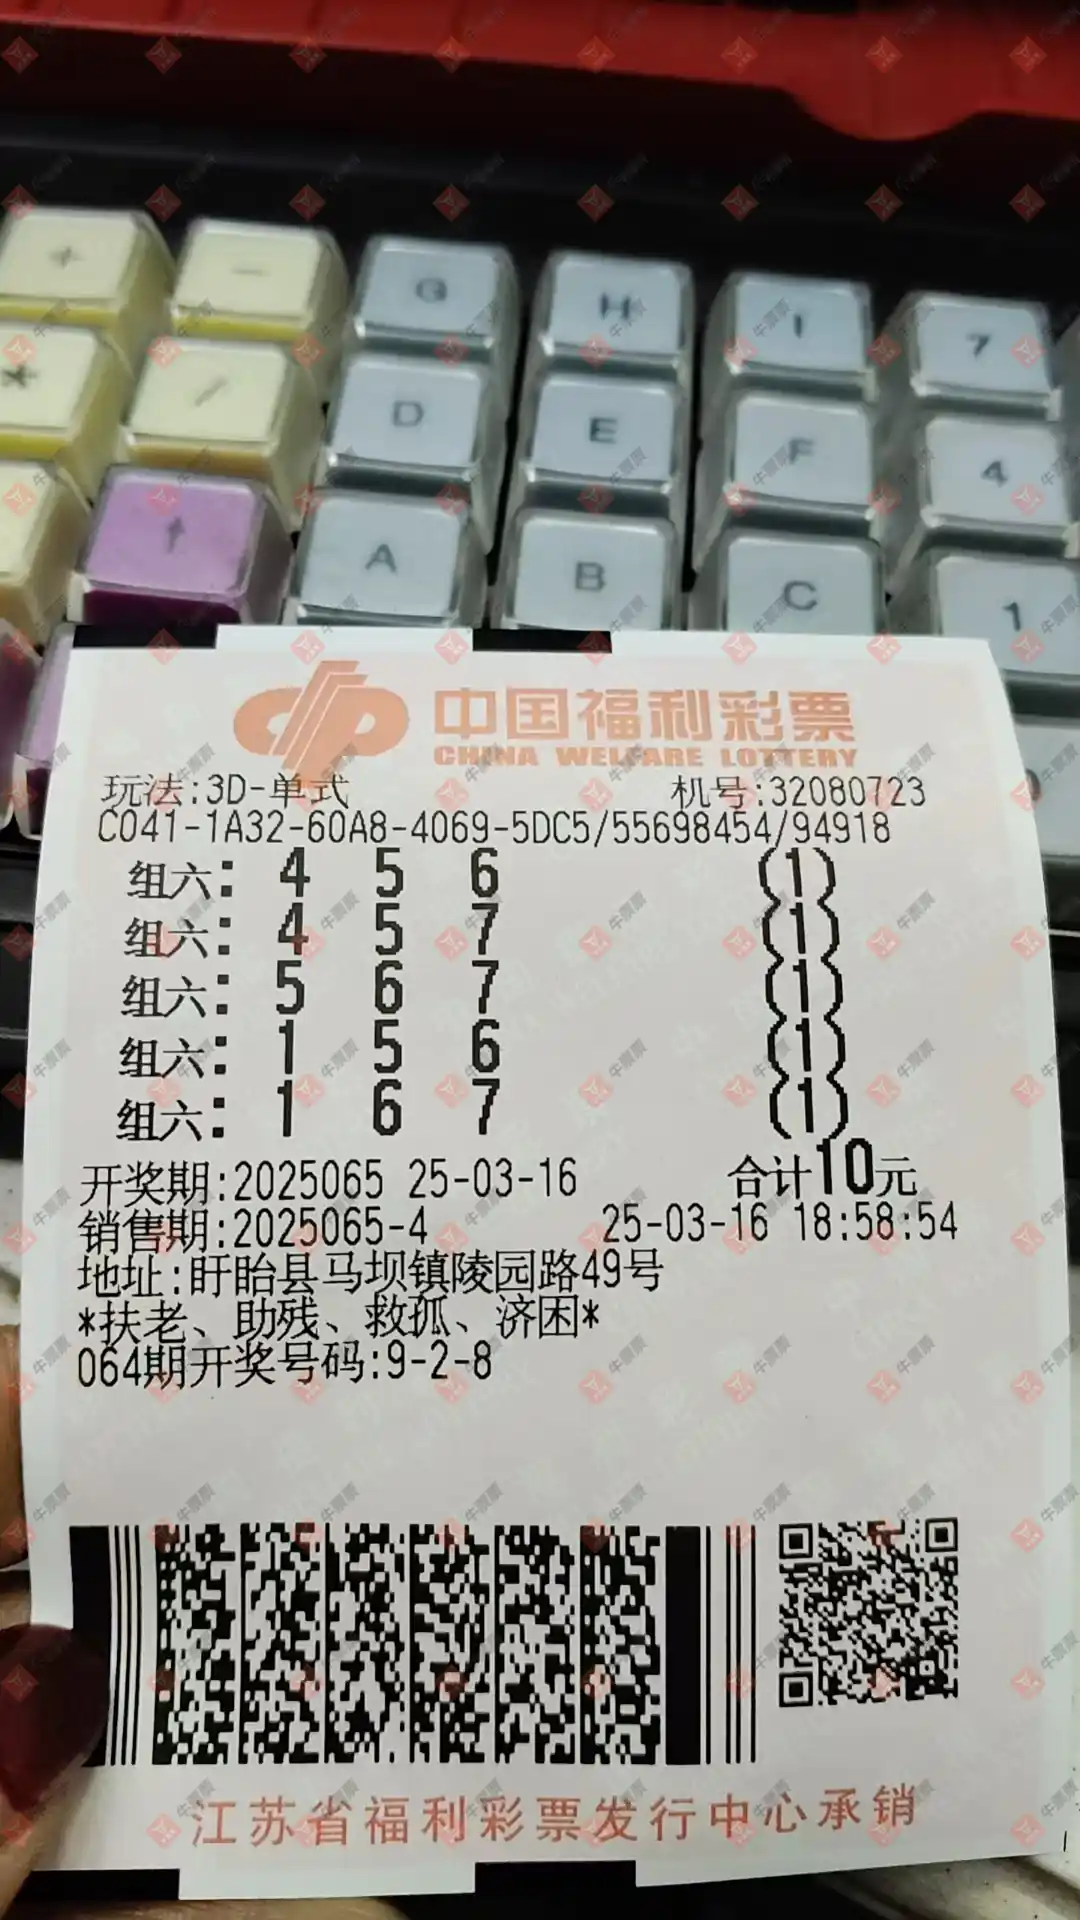 + - G H I 7
* / D E F 4
↑ A B C 1
中国福利彩票
CHINA WELFARE LOTTERY
玩法:3D-单式 机号:32080723
C041-1A32-60A8-4069-5DC5/55698454/94918
组六: 4 5 6 (1)
组六: 4 5 7 (1)
组六: 5 6 7 (1)
组六: 1 5 6 (1)
组六: 1 6 7 (1)
开奖期:2025065 25-03-16 合计10元
销售期:2025065-4 25-03-16 18:58:54
地址:盱眙县马坝镇陵园路49号
*扶老、助残、救孤、济困*
064期开奖号码:9-2-8
江苏省福利彩票发行中心承销
牛票票